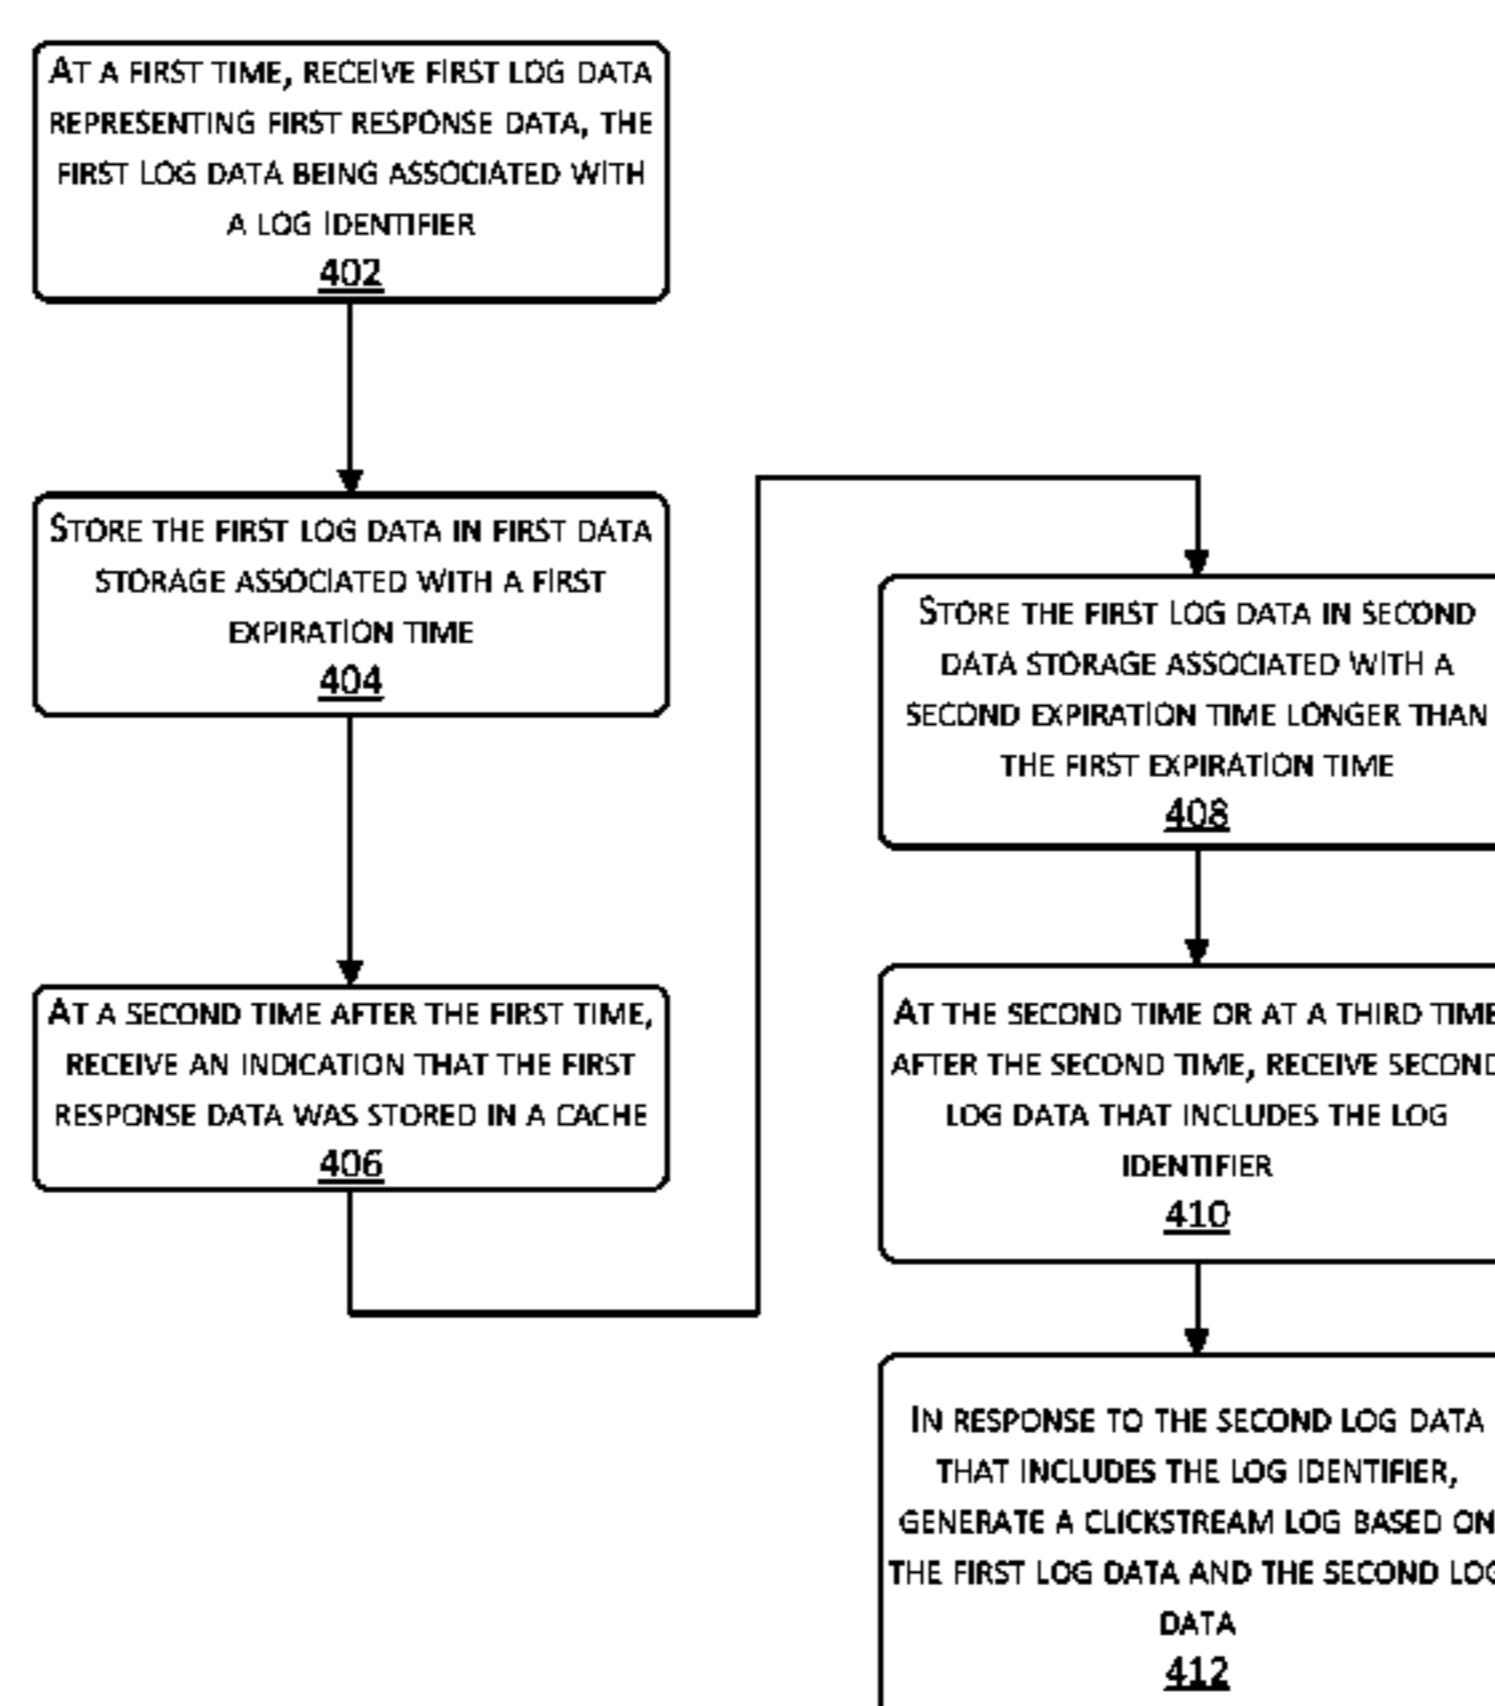 AT A FIRST TIME, RECEIVE FIRST LOG DATA
REPRESENTING FIRST RESPONSE DATA, THE
FIRST LOG DATA BEING ASSOCIATED WITH
A LOG IDENTIFIER
402
STORE THE FIRST LOG DATA IN FIRST DATA
STORAGE ASSOCIATED WITH A FIRST
EXPIRATION TIME
404
AT A SECOND TIME AFTER THE FIRST TIME,
RECEIVE AN INDICATION THAT THE FIRST
RESPONSE DATA WAS STORED IN A CACHE
406
STORE THE FIRST LOG DATA IN SECOND
DATA STORAGE ASSOCIATED WITH A
SECOND EXPIRATION TIME LONGER THAN
THE FIRST EXPIRATION TIME
408
AT THE SECOND TIME OR AT A THIRD TIME
AFTER THE SECOND TIME, RECEIVE SECOND
LOG DATA THAT INCLUDES THE LOG
IDENTIFIER
410
IN RESPONSE TO THE SECOND LOG DATA
THAT INCLUDES THE LOG IDENTIFIER,
GENERATE A CLICKSTREAM LOG BASED ON
THE FIRST LOG DATA AND THE SECOND LOG
DATA
412